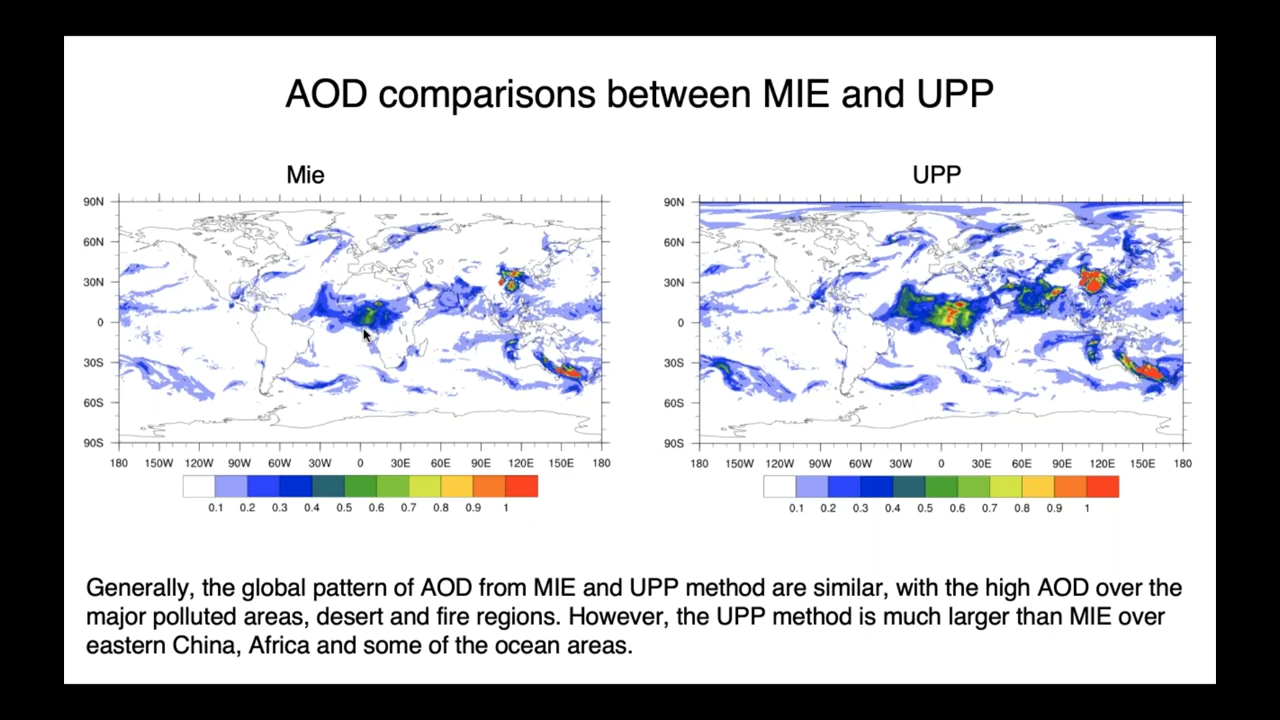 AOD comparisons between MIE and UPP
Mie
90N
60N
30N
0
30S
60S
90S
180 150W 120W 90W 60W 30W 0 30E 60E 90E 120E 150E 180
0.1 0.2 0.3 0.4 0.5 0.6 0.7 0.8 0.9 1
UPP
90N
60N
30N
0
30S
60S
90S
180 150W 120W 90W 60W 30W 0 30E 60E 90E 120E 150E 180
0.1 0.2 0.3 0.4 0.5 0.6 0.7 0.8 0.9 1
Generally, the global pattern of AOD from MIE and UPP method are similar, with the high AOD over the
major polluted areas, desert and fire regions. However, the UPP method is much larger than MIE over
eastern China, Africa and some of the ocean areas.